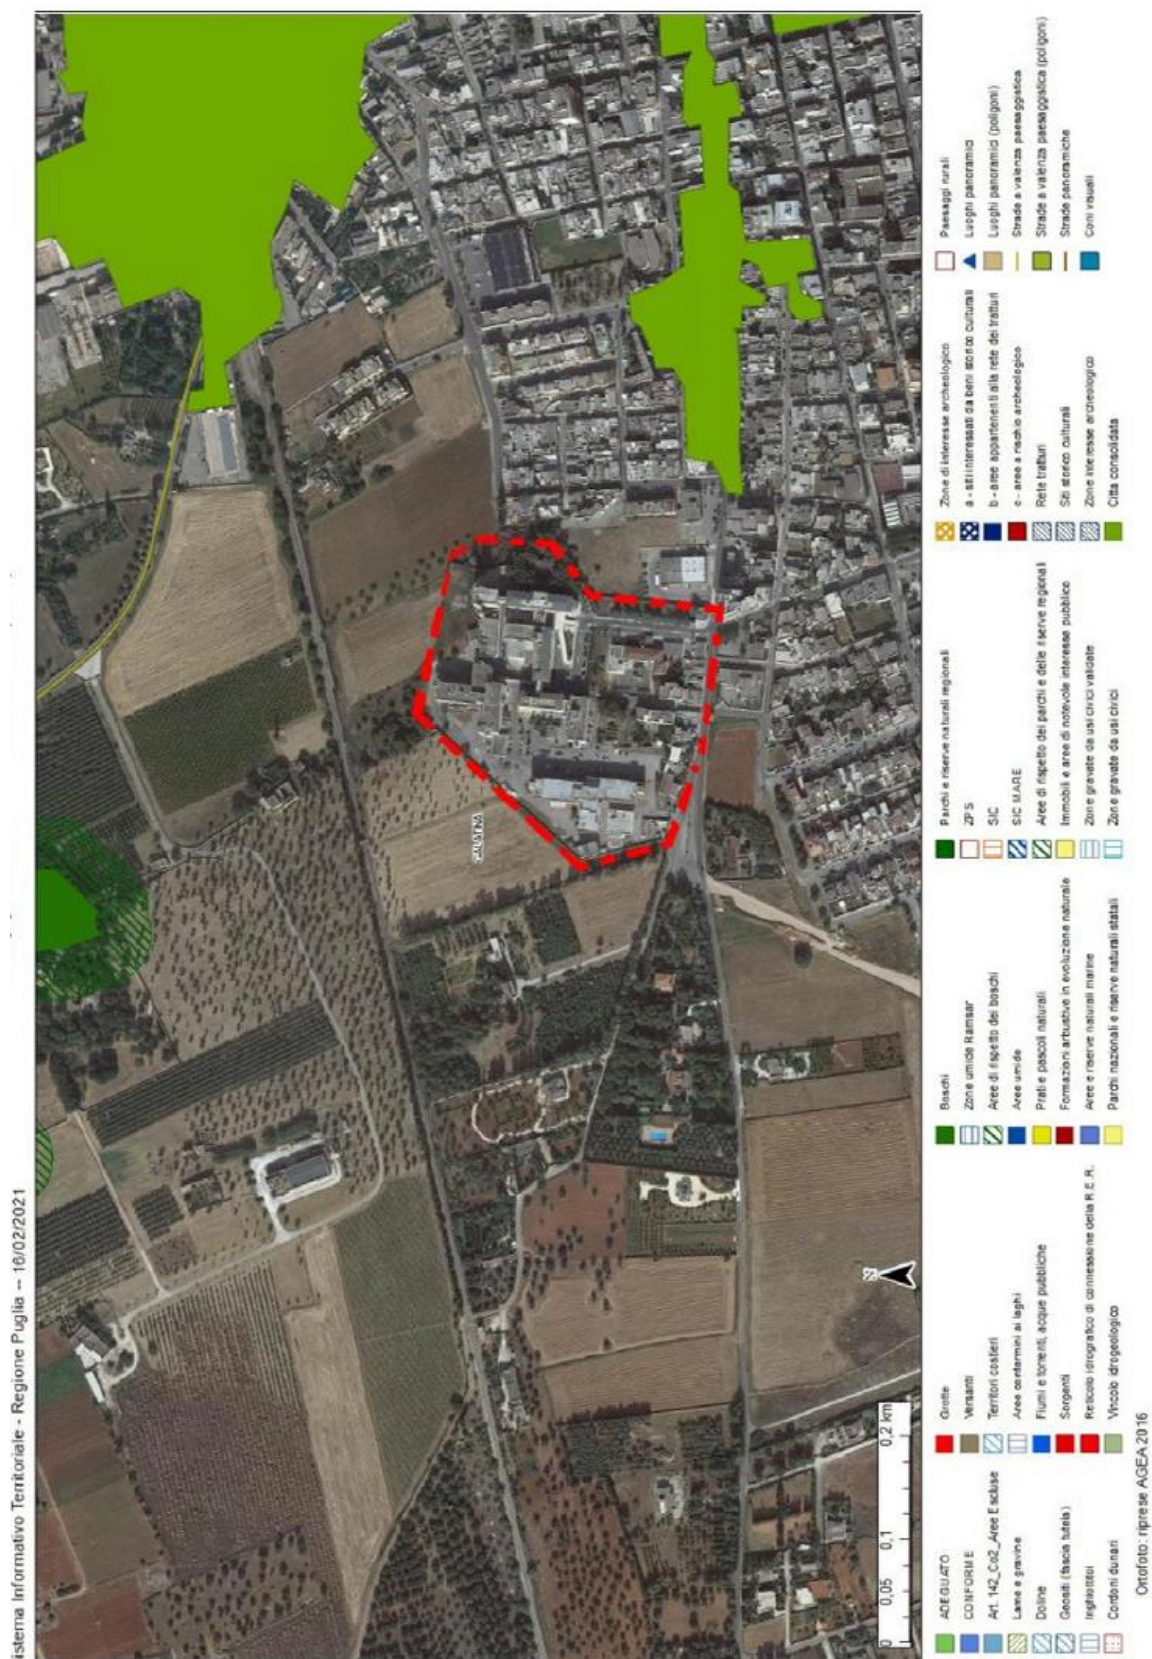 istema Informativo Territoriale - Regione Puglia -- 16/02/2021
GALATINA
0 0,05 0,1 0,2 km
ADEGUATO
CONFORME
Art. 142_Co2_Aree Escluse
Lame e gravine
Doline
Geositi (fascia tutela)
Inghiottitoi
Cordoni dunari
Grotte
Versanti
Territori costieri
Aree contermini ai laghi
Fiumi e torrenti, acque pubbliche
Sorgenti
Reticolo idrografico di connessione della R.E.R.
Vincolo idrogeologico
Boschi
Zone umide Ramsar
Aree di rispetto dei boschi
Aree umide
Prati e pascoli naturali
Formazioni arbustive in evoluzione naturale
Aree e riserve naturali marine
Parchi nazionali e riserve naturali statali
Parchi e riserve naturali regionali
ZPS
SIC
SIC MARE
Aree di rispetto dei parchi e delle riserve regionali
Immobili e aree di notevole interesse pubblico
Zone gravate da usi civici validate
Zone gravate da usi civici
Zone di interesse archeologico
a - siti interessati da beni storico culturali
b - aree appartenenti alla rete dei tratturi
c - aree a rischio archeologico
Rete tratturi
Siti storico culturali
Zone interesse archeologico
Citta consolidata
Paesaggi rurali
Luoghi panoramici
Luoghi panoramici (poligoni)
Strade a valenza paesaggistica
Strade a valenza paesaggistica (poligoni)
Strade panoramiche
Coni visuali
Ortofoto: riprese AGEA 2016